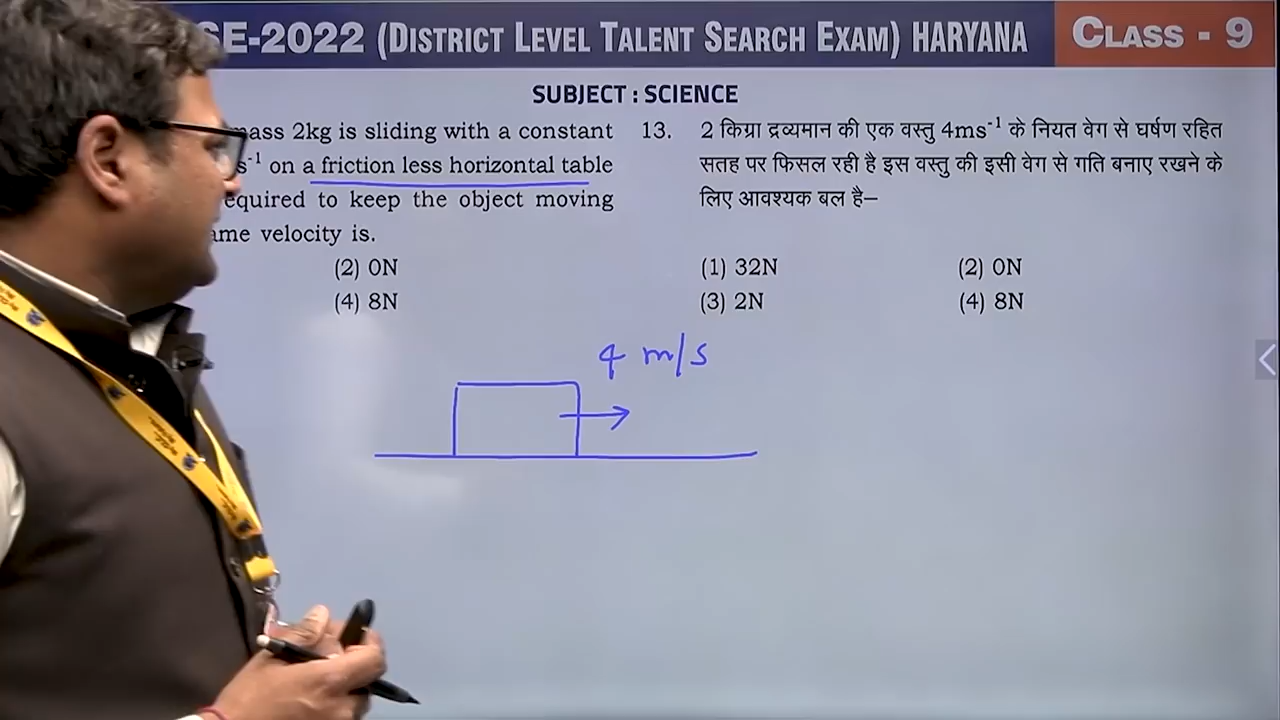 SE-2022 (DISTRICT LEVEL TALENT SEARCH EXAM) HARYANA
CLASS - 9
SUBJECT : SCIENCE
mass 2kg is sliding with a constant
s⁻¹ on a friction less horizontal table
equired to keep the object moving
ame velocity is.
(2) 0N
(4) 8N
13. 2 किग्रा द्रव्यमान की एक वस्तु 4ms⁻¹ के नियत वेग से घर्षण रहित
सतह पर फिसल रही है इस वस्तु की इसी वेग से गति बनाए रखने के
लिए आवश्यक बल है–
(1) 32N (2) 0N
(3) 2N (4) 8N
4 m/s